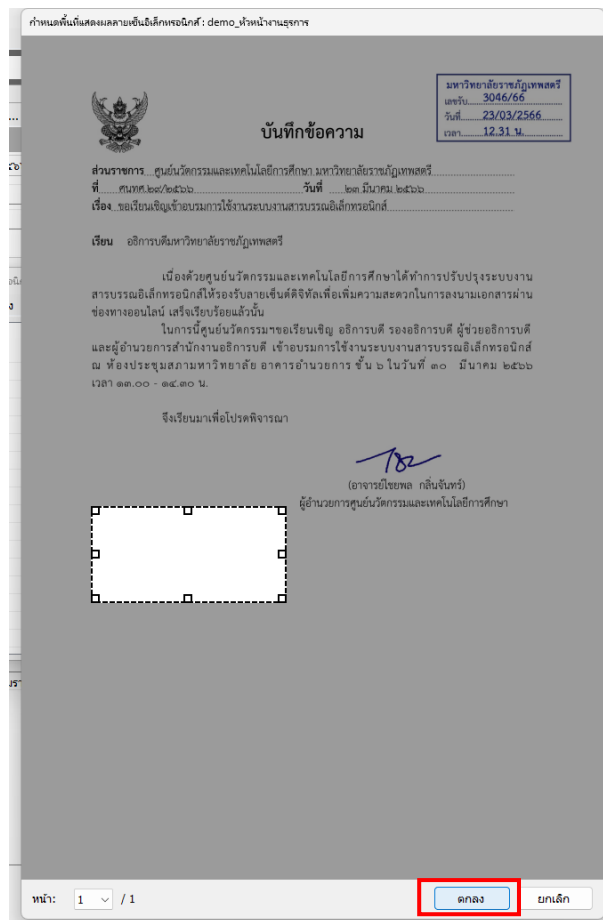 กำหนดพื้นที่แสดงผลลายเซ็นอิเล็กทรอนิกส์ : demo_หัวหน้างานธุรการ
มหาวิทยาลัยราชภัฏเทพสตรี
เลขรับ 3046/66
วันที่ 23/03/2566
เวลา 12.31 น.
บันทึกข้อความ
ส่วนราชการ ศูนย์นวัตกรรมและเทคโนโลยีการศึกษา มหาวิทยาลัยราชภัฏเทพสตรี
ที่ ศนทศ.๒๙/๒๕๖๖ วันที่ ๒๓ มีนาคม ๒๕๖๖
เรื่อง ขอเรียนเชิญเข้าอบรมการใช้งานระบบงานสารบรรณอิเล็กทรอนิกส์
เรียน อธิการบดีมหาวิทยาลัยราชภัฏเทพสตรี
เนื่องด้วยศูนย์นวัตกรรมและเทคโนโลยีการศึกษาได้ทำการปรับปรุงระบบงาน
สารบรรณอิเล็กทรอนิกส์ให้รองรับลายเซ็นต์ดิจิทัลเพื่อเพิ่มความสะดวกในการลงนามเอกสารผ่าน
ช่องทางออนไลน์ เสร็จเรียบร้อยแล้วนั้น
ในการนี้ศูนย์นวัตกรรมฯขอเรียนเชิญ อธิการบดี รองอธิการบดี ผู้ช่วยอธิการบดี
และผู้อำนวยการสำนักงานอธิการบดี เข้าอบรมการใช้งานระบบงานสารบรรณอิเล็กทรอนิกส์
ณ ห้องประชุมสภามหาวิทยาลัย อาคารอำนวยการ ชั้น ๖ ในวันที่ ๓๐ มีนาคม ๒๕๖๖
เวลา ๑๓.๐๐ - ๑๔.๓๐ น.
จึงเรียนมาเพื่อโปรดพิจารณา
(อาจารย์ไชยพล กลิ่นจันทร์)
ผู้อำนวยการศูนย์นวัตกรรมและเทคโนโลยีการศึกษา
หน้า: 1 / 1
ตกลง
ยกเลิก